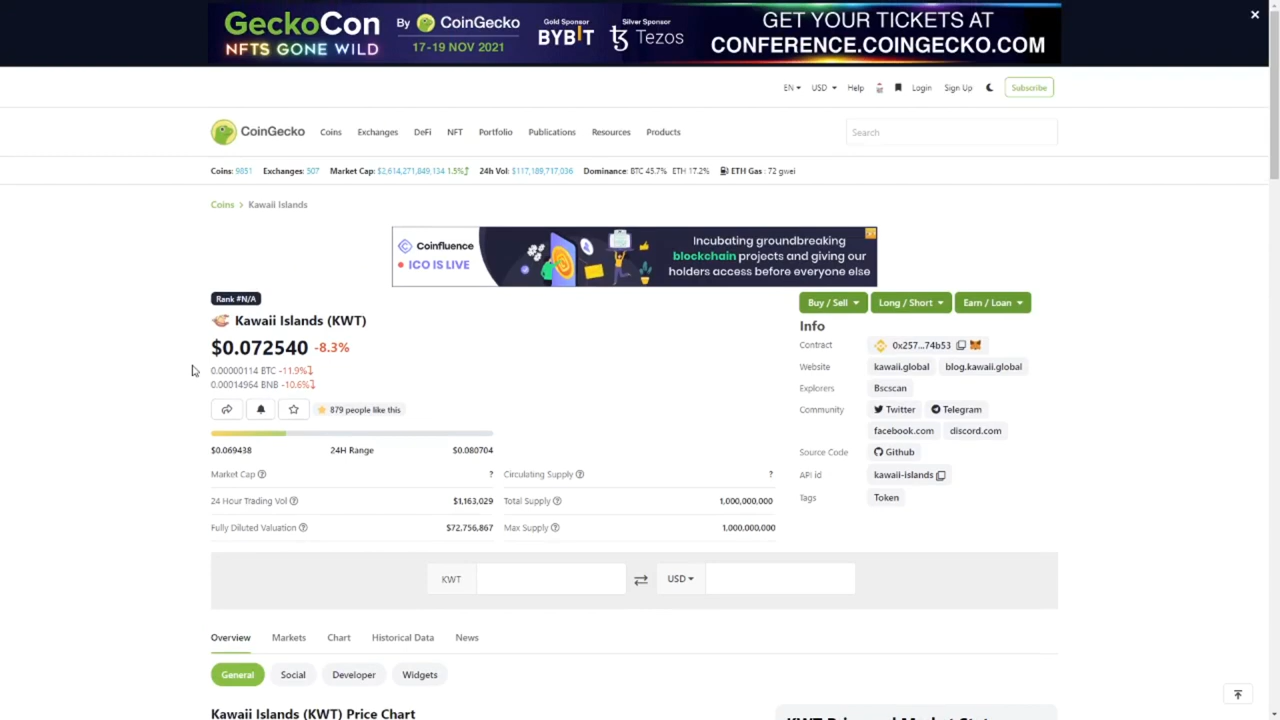 GeckoCon
NFTS GONE WILD
By CoinGecko
17-19 NOV 2021
Gold Sponsor
BYBIT
Silver Sponsor
Tezos
GET YOUR TICKETS AT
CONFERENCE.COINGECKO.COM
EN USD Help Login Sign Up Subscribe
CoinGecko Coins Exchanges DeFi NFT Portfolio Publications Resources Products Search
Coins: 9851 Exchanges: 507 Market Cap: $2,614,271,849,134 1.5% 24h Vol: $117,189,717,036 Dominance: BTC 45.7% ETH 17.2% ETH Gas : 72 gwei
Coins > Kawaii Islands
Coinfluence
ICO IS LIVE
Incubating groundbreaking
blockchain projects and giving our
holders access before everyone else
Rank #N/A
Kawaii Islands (KWT)
$0.072540 -8.3%
0.00000114 BTC -11.9%
0.00014964 BNB -10.6%
879 people like this
$0.069438 24H Range $0.080704
Market Cap ? ?
24 Hour Trading Vol ? $1,163,029
Fully Diluted Valuation ? $72,756,867
Circulating Supply ? ?
Total Supply ? 1,000,000,000
Max Supply ? 1,000,000,000
Buy / Sell Long / Short Earn / Loan
Info
Contract 0x257...74b53
Website kawaii.global blog.kawaii.global
Explorers Bscscan
Community Twitter Telegram
facebook.com discord.com
Source Code Github
API id kawaii-islands
Tags Token
KWT USD
Overview Markets Chart Historical Data News
General Social Developer Widgets
Kawaii Islands (KWT) Price Chart